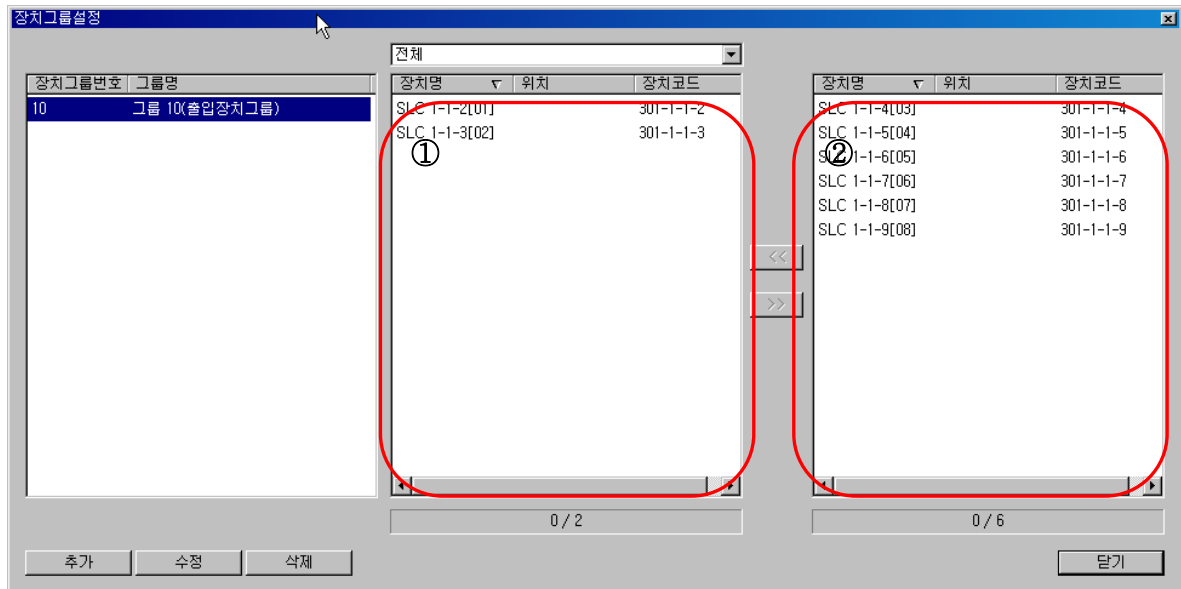 장치그룹설정
전체
장치그룹번호 그룹명
10 그룹 10(출입장치그룹)
장치명 위치 장치코드
SLC 1-1-2[01] 301-1-1-2
SLC 1-1-3[02] 301-1-1-3
①
<<
>>
0 / 2
장치명 위치 장치코드
SLC 1-1-4[03] 301-1-1-4
SLC 1-1-5[04] 301-1-1-5
SLC 1-1-6[05] 301-1-1-6
SLC 1-1-7[06] 301-1-1-7
SLC 1-1-8[07] 301-1-1-8
SLC 1-1-9[08] 301-1-1-9
②
0 / 6
추가 수정 삭제 닫기